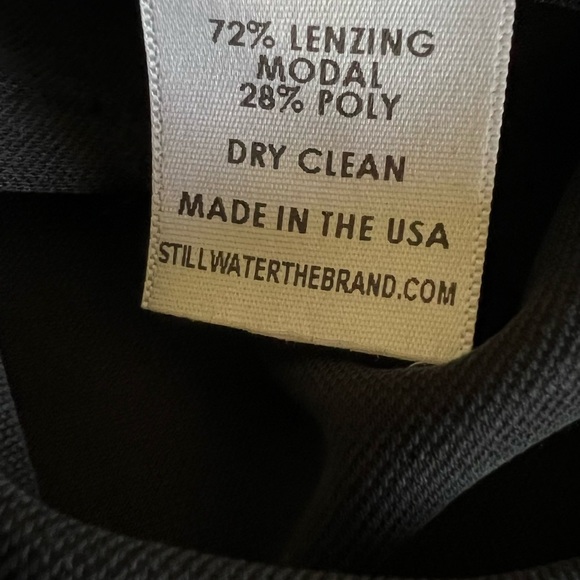 72% LENZING
MODAL
28% POLY
DRY CLEAN
MADE IN THE USA
STILLWATERTHEBRAND.COM